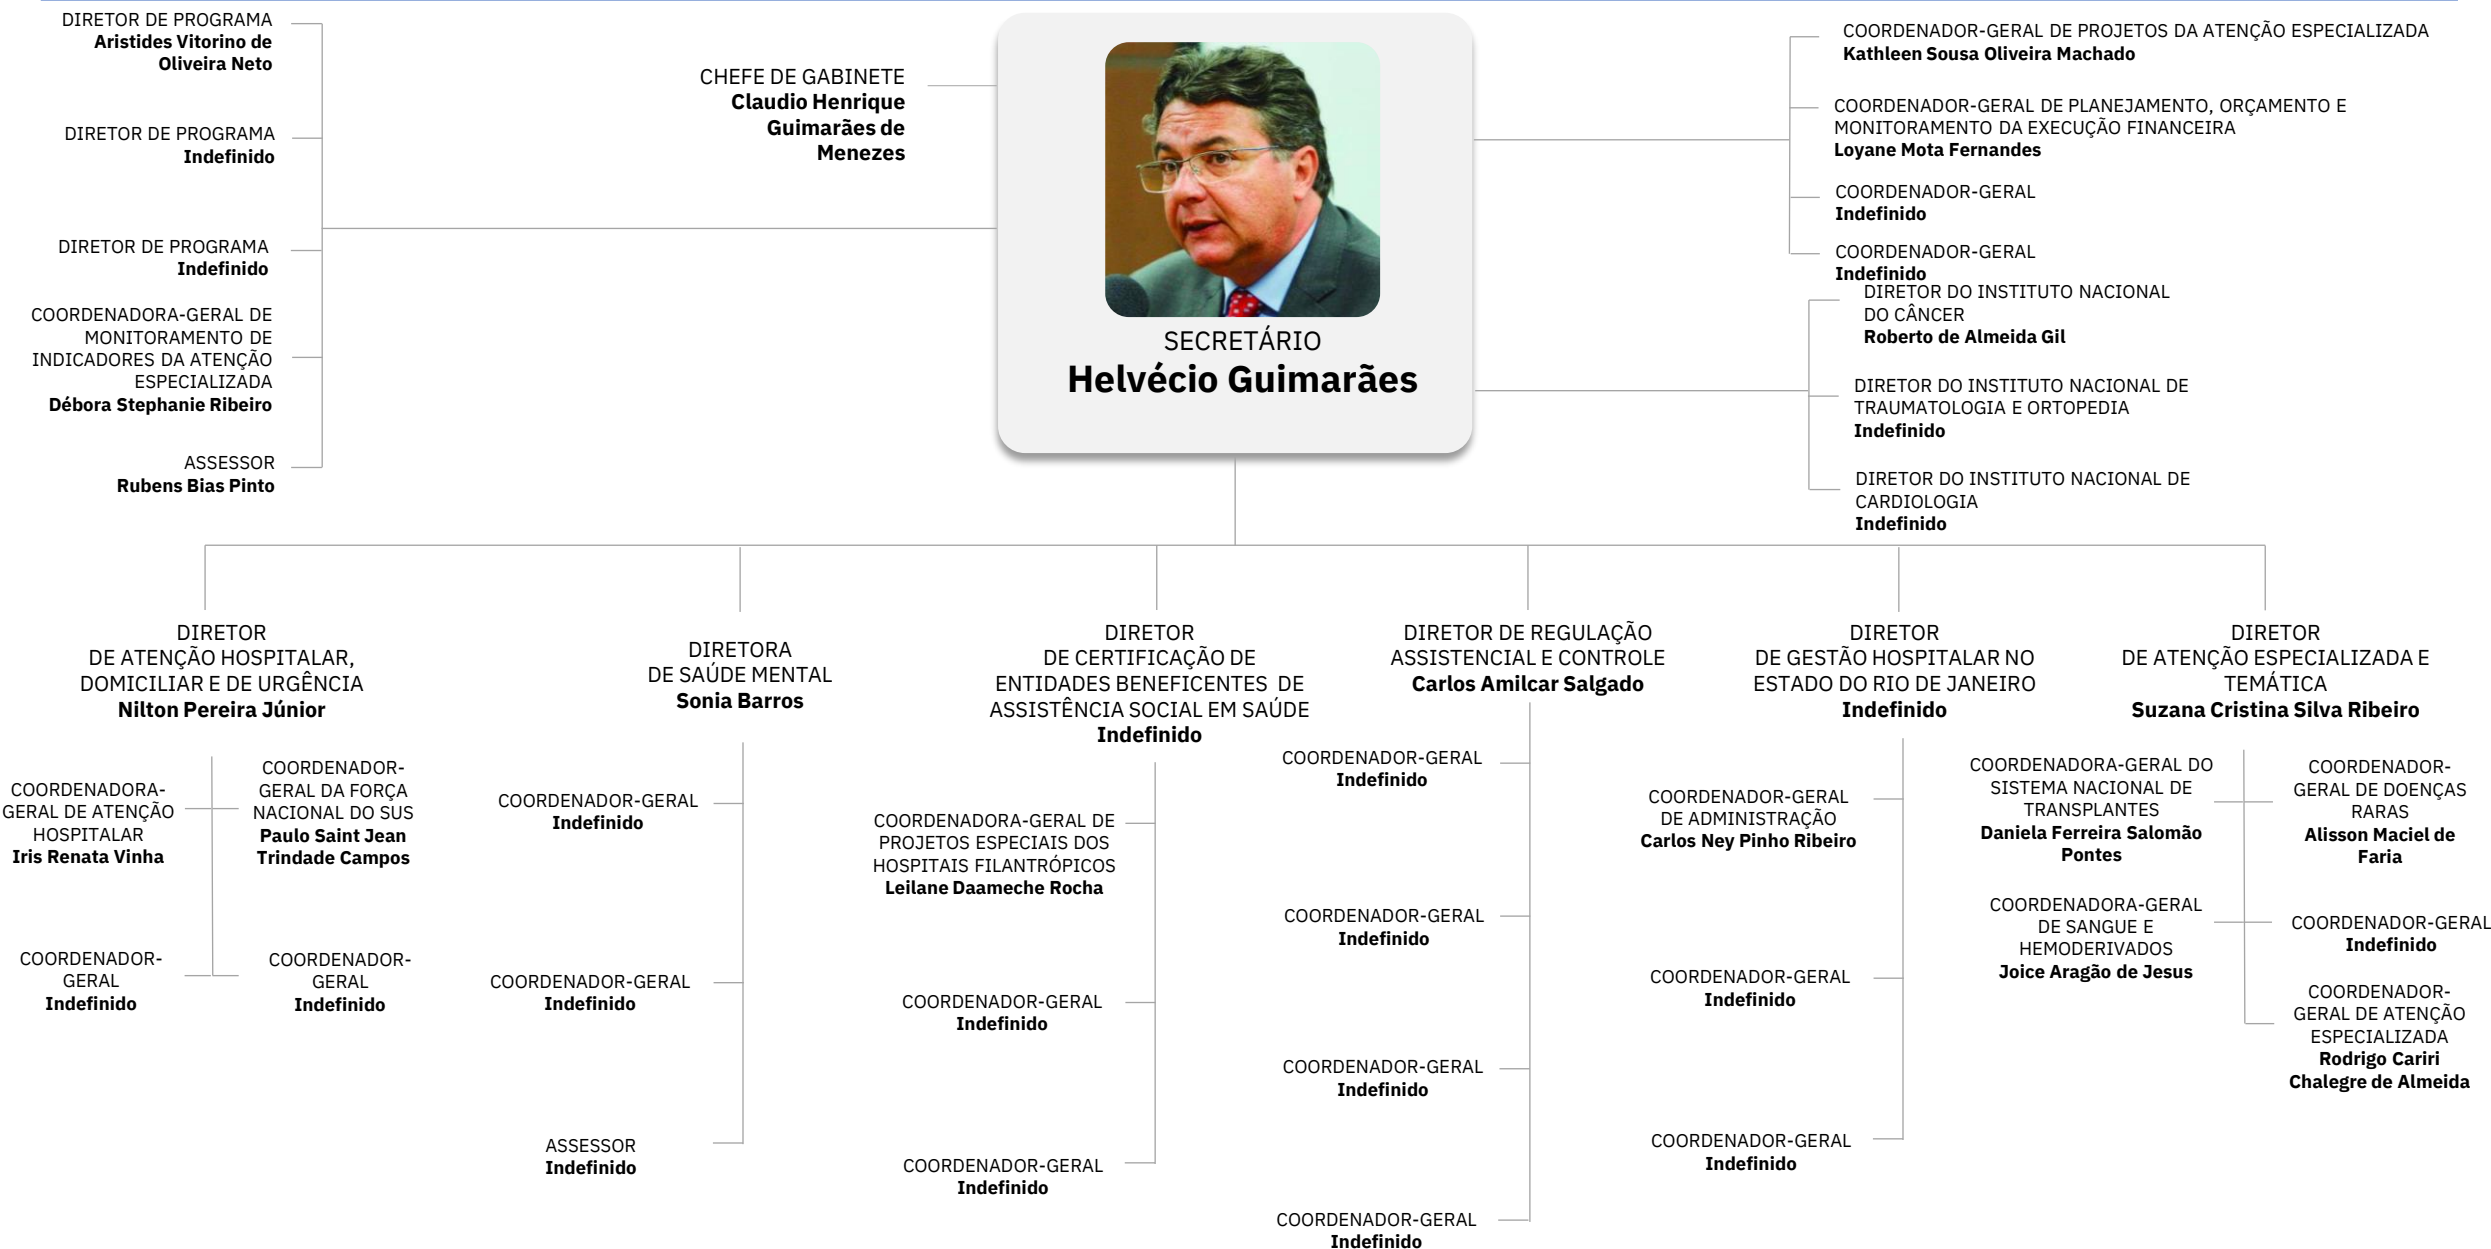 DIRETOR DE PROGRAMA
Aristides Vitorino de
Oliveira Neto
DIRETOR DE PROGRAMA
Indefinido
DIRETOR DE PROGRAMA
Indefinido
COORDENADORA-GERAL DE
MONITORAMENTO DE
INDICADORES DA ATENÇÃO
ESPECIALIZADA
Débora Stephanie Ribeiro
ASSESSOR
Rubens Bias Pinto
CHEFE DE GABINETE
Claudio Henrique
Guimarães de
Menezes
SECRETÁRIO
Helvécio Guimarães
COORDENADOR-GERAL DE PROJETOS DA ATENÇÃO ESPECIALIZADA
Kathleen Sousa Oliveira Machado
COORDENADOR-GERAL DE PLANEJAMENTO, ORÇAMENTO E
MONITORAMENTO DA EXECUÇÃO FINANCEIRA
Loyane Mota Fernandes
COORDENADOR-GERAL
Indefinido
COORDENADOR-GERAL
Indefinido
DIRETOR DO INSTITUTO NACIONAL
DO CÂNCER
Roberto de Almeida Gil
DIRETOR DO INSTITUTO NACIONAL DE
TRAUMATOLOGIA E ORTOPEDIA
Indefinido
DIRETOR DO INSTITUTO NACIONAL DE
CARDIOLOGIA
Indefinido
DIRETOR
DE ATENÇÃO HOSPITALAR,
DOMICILIAR E DE URGÊNCIA
Nilton Pereira Júnior
COORDENADORA-
GERAL DE ATENÇÃO
HOSPITALAR
Iris Renata Vinha
COORDENADOR-
GERAL DA FORÇA
NACIONAL DO SUS
Paulo Saint Jean
Trindade Campos
COORDENADOR-
GERAL
Indefinido
COORDENADOR-
GERAL
Indefinido
DIRETORA
DE SAÚDE MENTAL
Sonia Barros
COORDENADOR-GERAL
Indefinido
COORDENADOR-GERAL
Indefinido
ASSESSOR
Indefinido
DIRETOR
DE CERTIFICAÇÃO DE
ENTIDADES BENEFICENTES DE
ASSISTÊNCIA SOCIAL EM SAÚDE
Indefinido
COORDENADORA-GERAL DE
PROJETOS ESPECIAIS DOS
HOSPITAIS FILANTRÓPICOS
Leilane Daameche Rocha
COORDENADOR-GERAL
Indefinido
COORDENADOR-GERAL
Indefinido
DIRETOR DE REGULAÇÃO
ASSISTENCIAL E CONTROLE
Carlos Amilcar Salgado
COORDENADOR-GERAL
Indefinido
COORDENADOR-GERAL
Indefinido
COORDENADOR-GERAL
Indefinido
COORDENADOR-GERAL
Indefinido
DIRETOR
DE GESTÃO HOSPITALAR NO
ESTADO DO RIO DE JANEIRO
Indefinido
COORDENADOR-GERAL
DE ADMINISTRAÇÃO
Carlos Ney Pinho Ribeiro
COORDENADOR-GERAL
Indefinido
COORDENADOR-GERAL
Indefinido
DIRETOR
DE ATENÇÃO ESPECIALIZADA E
TEMÁTICA
Suzana Cristina Silva Ribeiro
COORDENADORA-GERAL DO
SISTEMA NACIONAL DE
TRANSPLANTES
Daniela Ferreira Salomão
Pontes
COORDENADOR-
GERAL DE DOENÇAS
RARAS
Alisson Maciel de
Faria
COORDENADORA-GERAL
DE SANGUE E
HEMODERIVADOS
Joice Aragão de Jesus
COORDENADOR-GERAL
Indefinido
COORDENADOR-
GERAL DE ATENÇÃO
ESPECIALIZADA
Rodrigo Cariri
Chalegre de Almeida